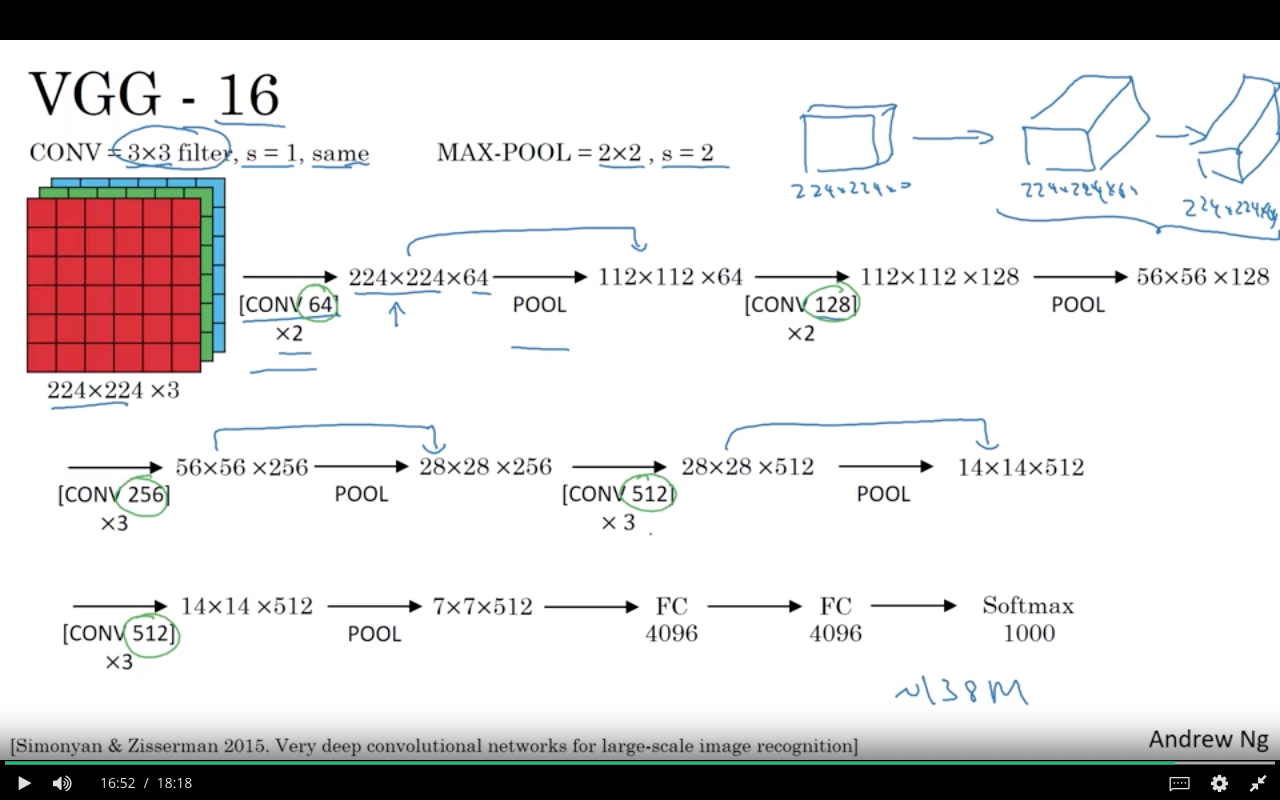 VGG - 16
CONV = 3×3 filter, s = 1, same
MAX-POOL = 2×2 , s = 2
224×224×3
224×224×64
224×224×64
224×224 ×3
[CONV 64]
×2
224×224×64
POOL
112×112 ×64
[CONV 128]
×2
112×112 ×128
POOL
56×56 ×128
[CONV 256]
×3
56×56 ×256
POOL
28×28 ×256
[CONV 512]
× 3
28×28 ×512
POOL
14×14×512
[CONV 512]
×3
14×14 ×512
POOL
7×7×512
FC
4096
FC
4096
Softmax
1000
~138M
[Simonyan & Zisserman 2015. Very deep convolutional networks for large-scale image recognition]
Andrew Ng
16:52 / 18:18